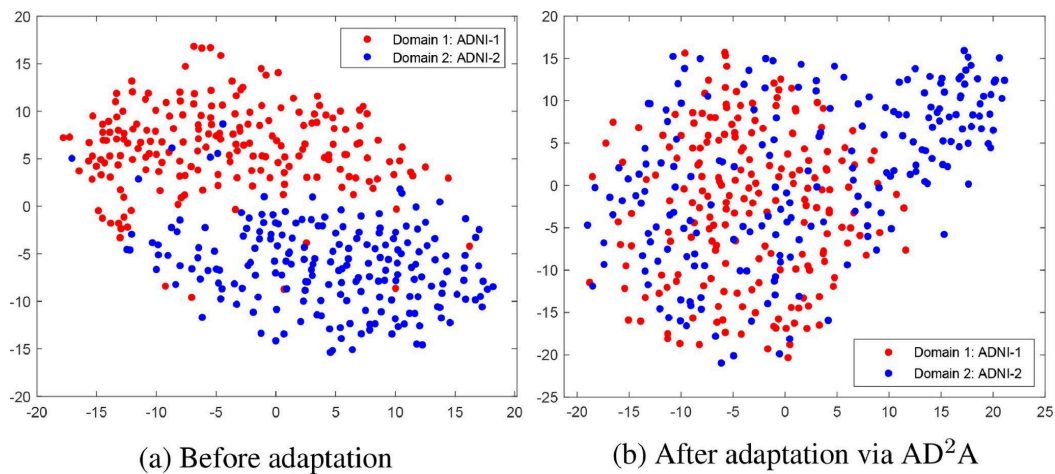 20
15
10
5
0
-5
-10
-15
-20
-20 -15 -10 -5 0 5 10 15 20
Domain 1: ADNI-1
Domain 2: ADNI-2
(a) Before adaptation
20
15
10
5
0
-5
-10
-15
-20
-25
-20 -15 -10 -5 0 5 10 15 20 25
Domain 1: ADNI-1
Domain 2: ADNI-2
(b) After adaptation via AD²A